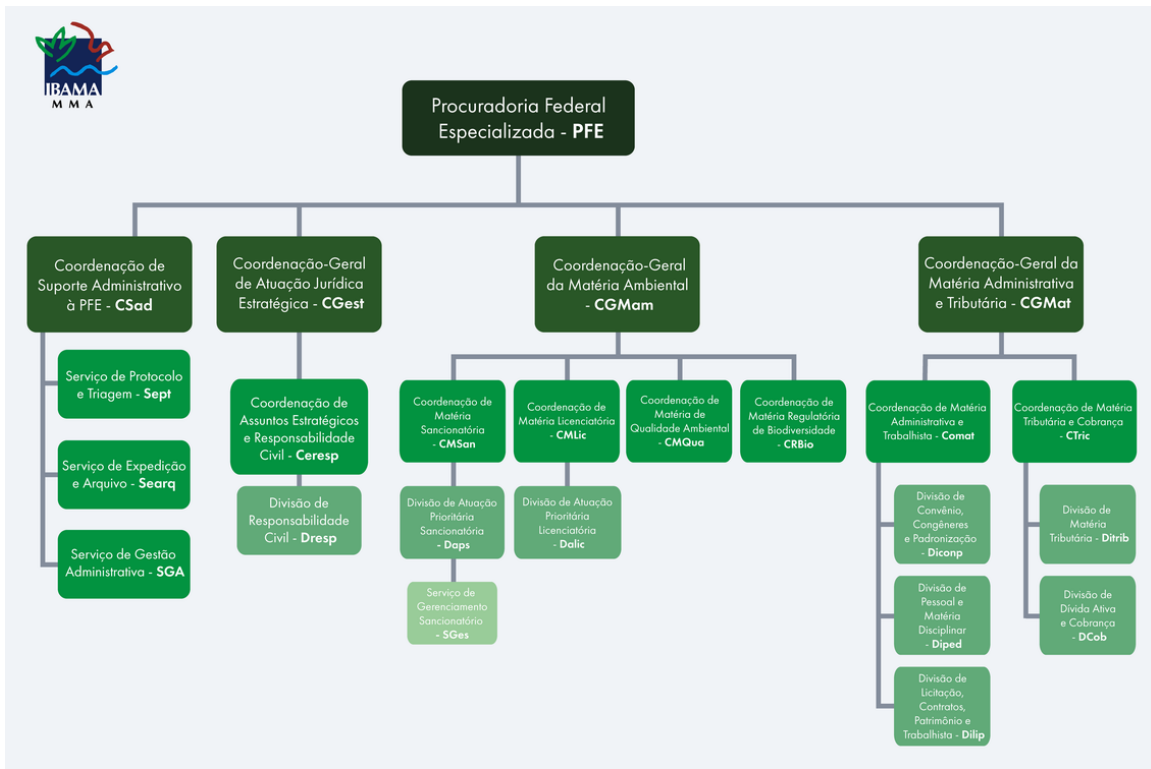 IBAMA
MMA
Procuradoria Federal
Especializada - PFE
Coordenação de
Suporte Administrativo
à PFE - CSad
Serviço de Protocolo
e Triagem - Sept
Serviço de Expedição
e Arquivo - Searq
Serviço de Gestão
Administrativa - SGA
Coordenação-Geral
de Atuação Jurídica
Estratégica - CGest
Coordenação de
Assuntos Estratégicos
e Responsabilidade
Civil - Ceresp
Divisão de
Responsabilidade
Civil - Dresp
Coordenação-Geral
da Matéria Ambiental
- CGMam
Coordenação de
Matéria
Sancionatória
- CMSan
Divisão de Atuação
Prioritária
Sancionatória
- Daps
Serviço de
Gerenciamento
Sancionatório
- SGes
Coordenação de
Matéria Licenciatória
- CMLic
Divisão de Atuação
Prioritária
Licenciatória
- Dalic
Coordenação de
Matéria de
Qualidade Ambiental
- CMQua
Coordenação de
Matéria Regulatória
de Biodiversidade
- CRBio
Coordenação-Geral da
Matéria Administrativa
e Tributária - CGMat
Coordenação de Matéria
Administrativa e
Trabalhista - Comat
Divisão de
Convênio,
Congêneres
e Padronização
- Diconp
Divisão de
Pessoal e
Matéria
Disciplinar
- Diped
Divisão de
Licitação,
Contratos,
Patrimônio e
Trabalhista - Dilip
Coordenação de Matéria
Tributária e Cobrança
- CTric
Divisão de
Matéria
Tributária - Ditrib
Divisão de
Dívida Ativa
e Cobrança
- DCob